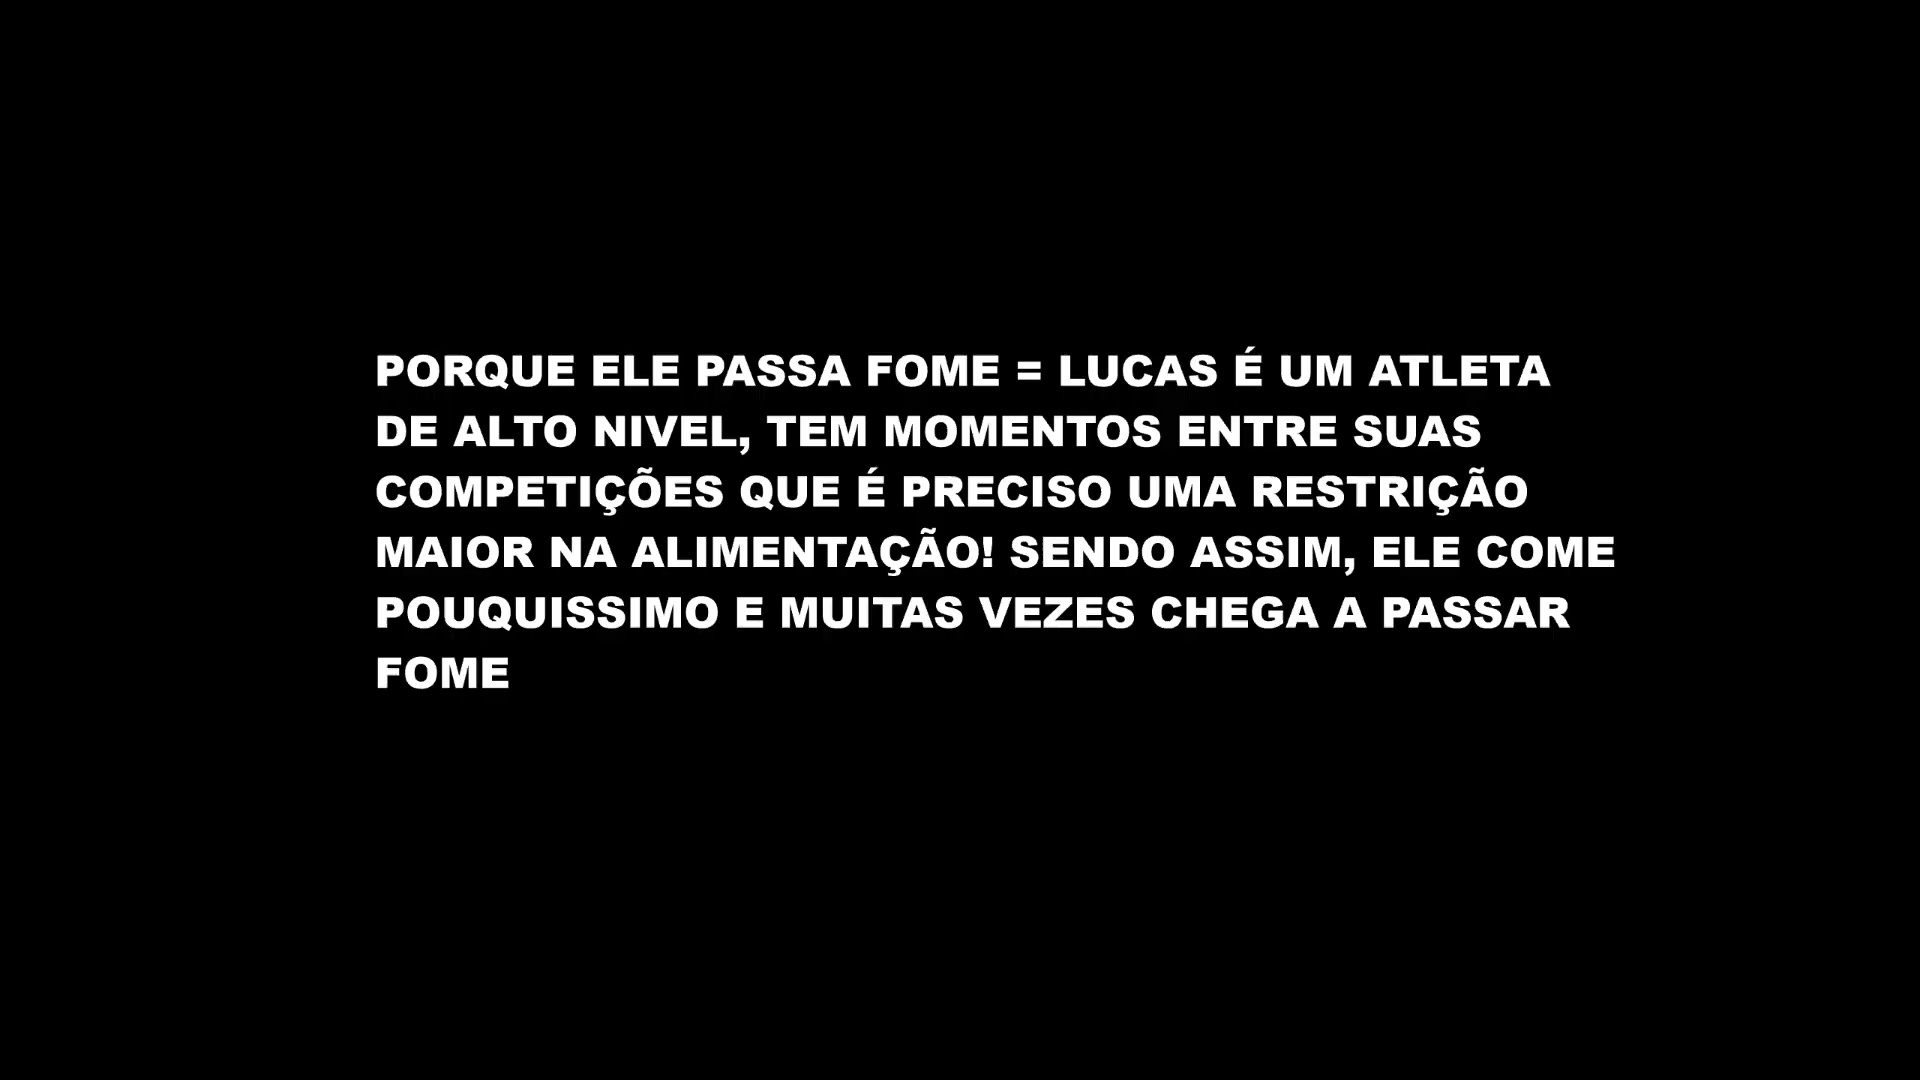 PORQUE ELE PASSA FOME = LUCAS É UM ATLETA
DE ALTO NIVEL, TEM MOMENTOS ENTRE SUAS
COMPETIÇÕES QUE É PRECISO UMA RESTRIÇÃO
MAIOR NA ALIMENTAÇÃO! SENDO ASSIM, ELE COME
POUQUISSIMO E MUITAS VEZES CHEGA A PASSAR
FOME